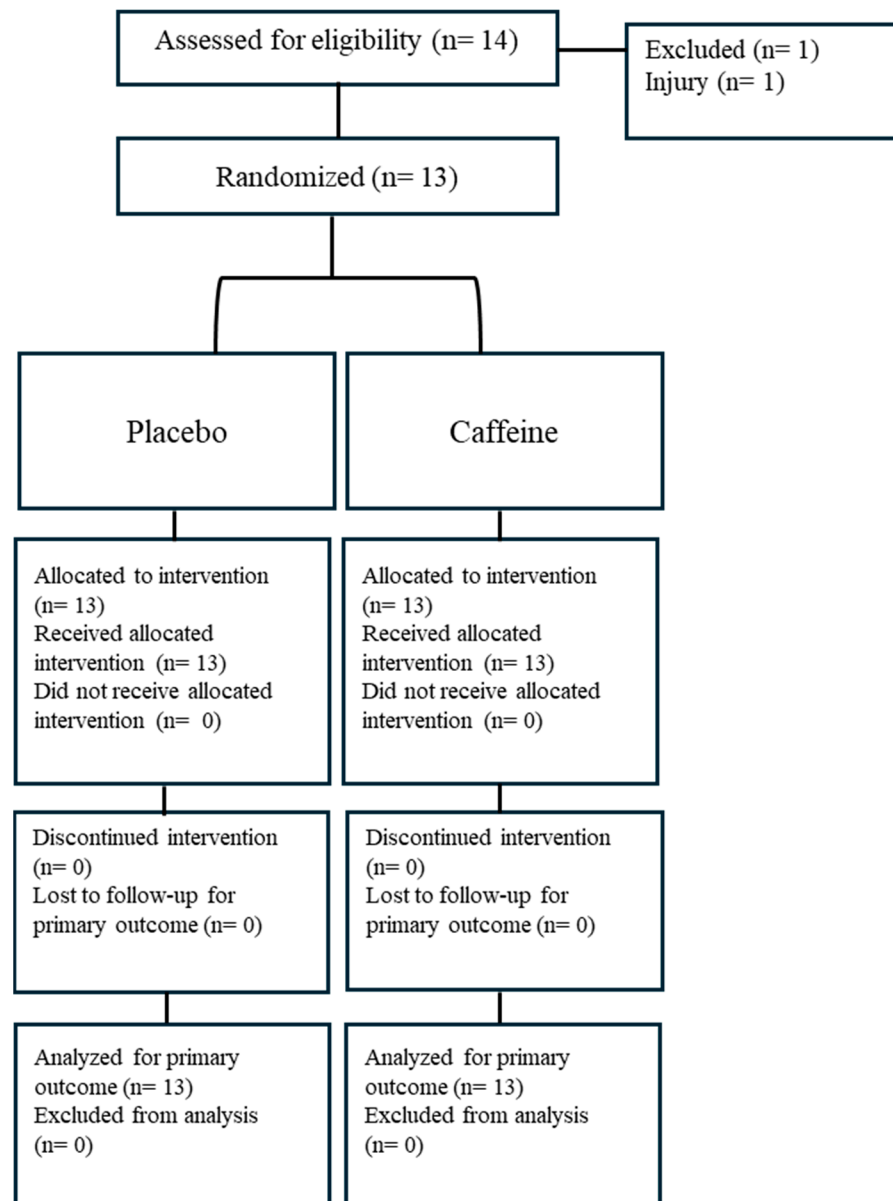 Assessed for eligibility (n= 14)
Excluded (n= 1)
Injury (n= 1)
Randomized (n= 13)
Placebo
Caffeine
Allocated to intervention
(n= 13)
Received allocated
intervention (n= 13)
Did not receive allocated
intervention (n= 0)
Allocated to intervention
(n= 13)
Received allocated
intervention (n= 13)
Did not receive allocated
intervention (n= 0)
Discontinued intervention
(n= 0)
Lost to follow-up for
primary outcome (n= 0)
Discontinued intervention
(n= 0)
Lost to follow-up for
primary outcome (n= 0)
Analyzed for primary
outcome (n= 13)
Excluded from analysis
(n= 0)
Analyzed for primary
outcome (n= 13)
Excluded from analysis
(n= 0)